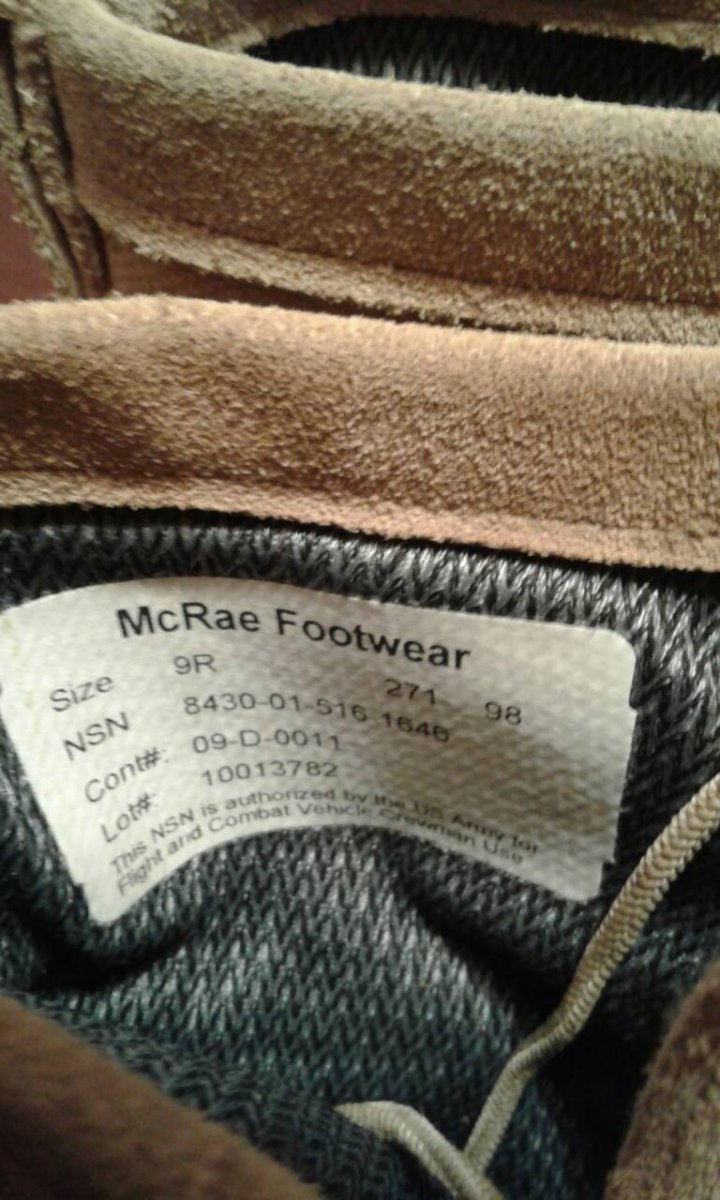 McRae Footwear
Size 9R 271 98
NSN 8430-01-516 1646
Cont#: 09-D-0011
Lot#: 10013782
This NSN is authorized by the US Army for
Flight and Combat Vehicle Crewman Use